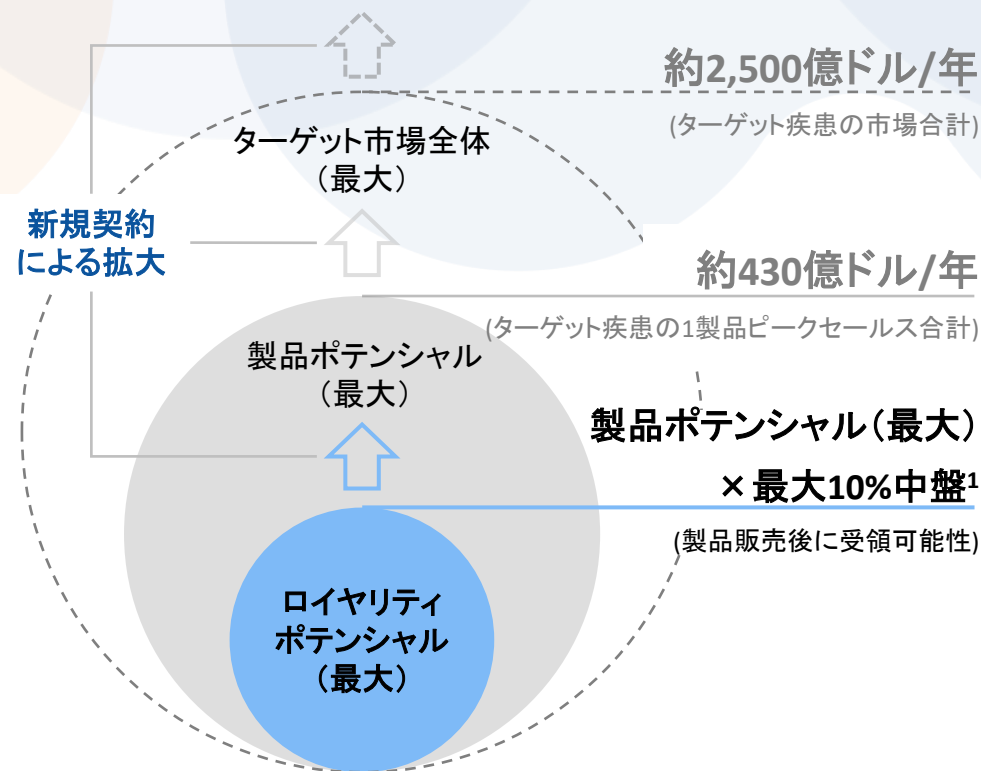 約2,500億ドル/年
(ターゲット疾患の市場合計)
ターゲット市場全体
（最大）
新規契約
による拡大
約430億ドル/年
(ターゲット疾患の1製品ピークセールス合計)
製品ポテンシャル
（最大）
製品ポテンシャル（最大）
×最大10%中盤1
(製品販売後に受領可能性)
ロイヤリティ
ポテンシャル
（最大）